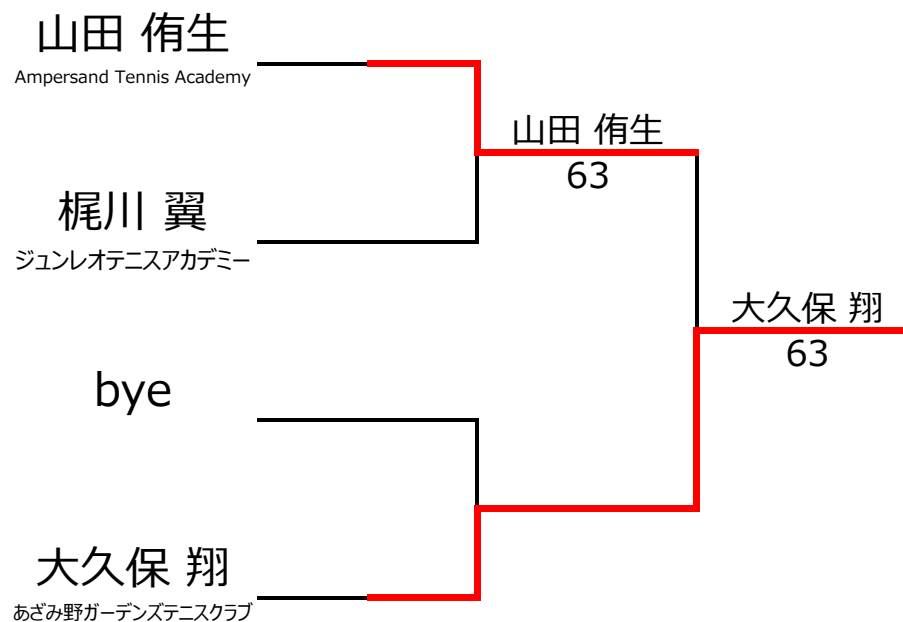 山田 侑生
Ampersand Tennis Academy
山田 侑生
63
梶川 翼
ジュンレオテニスアカデミー
大久保 翔
63
bye
大久保 翔
あざみ野ガーデンズテニスクラブ